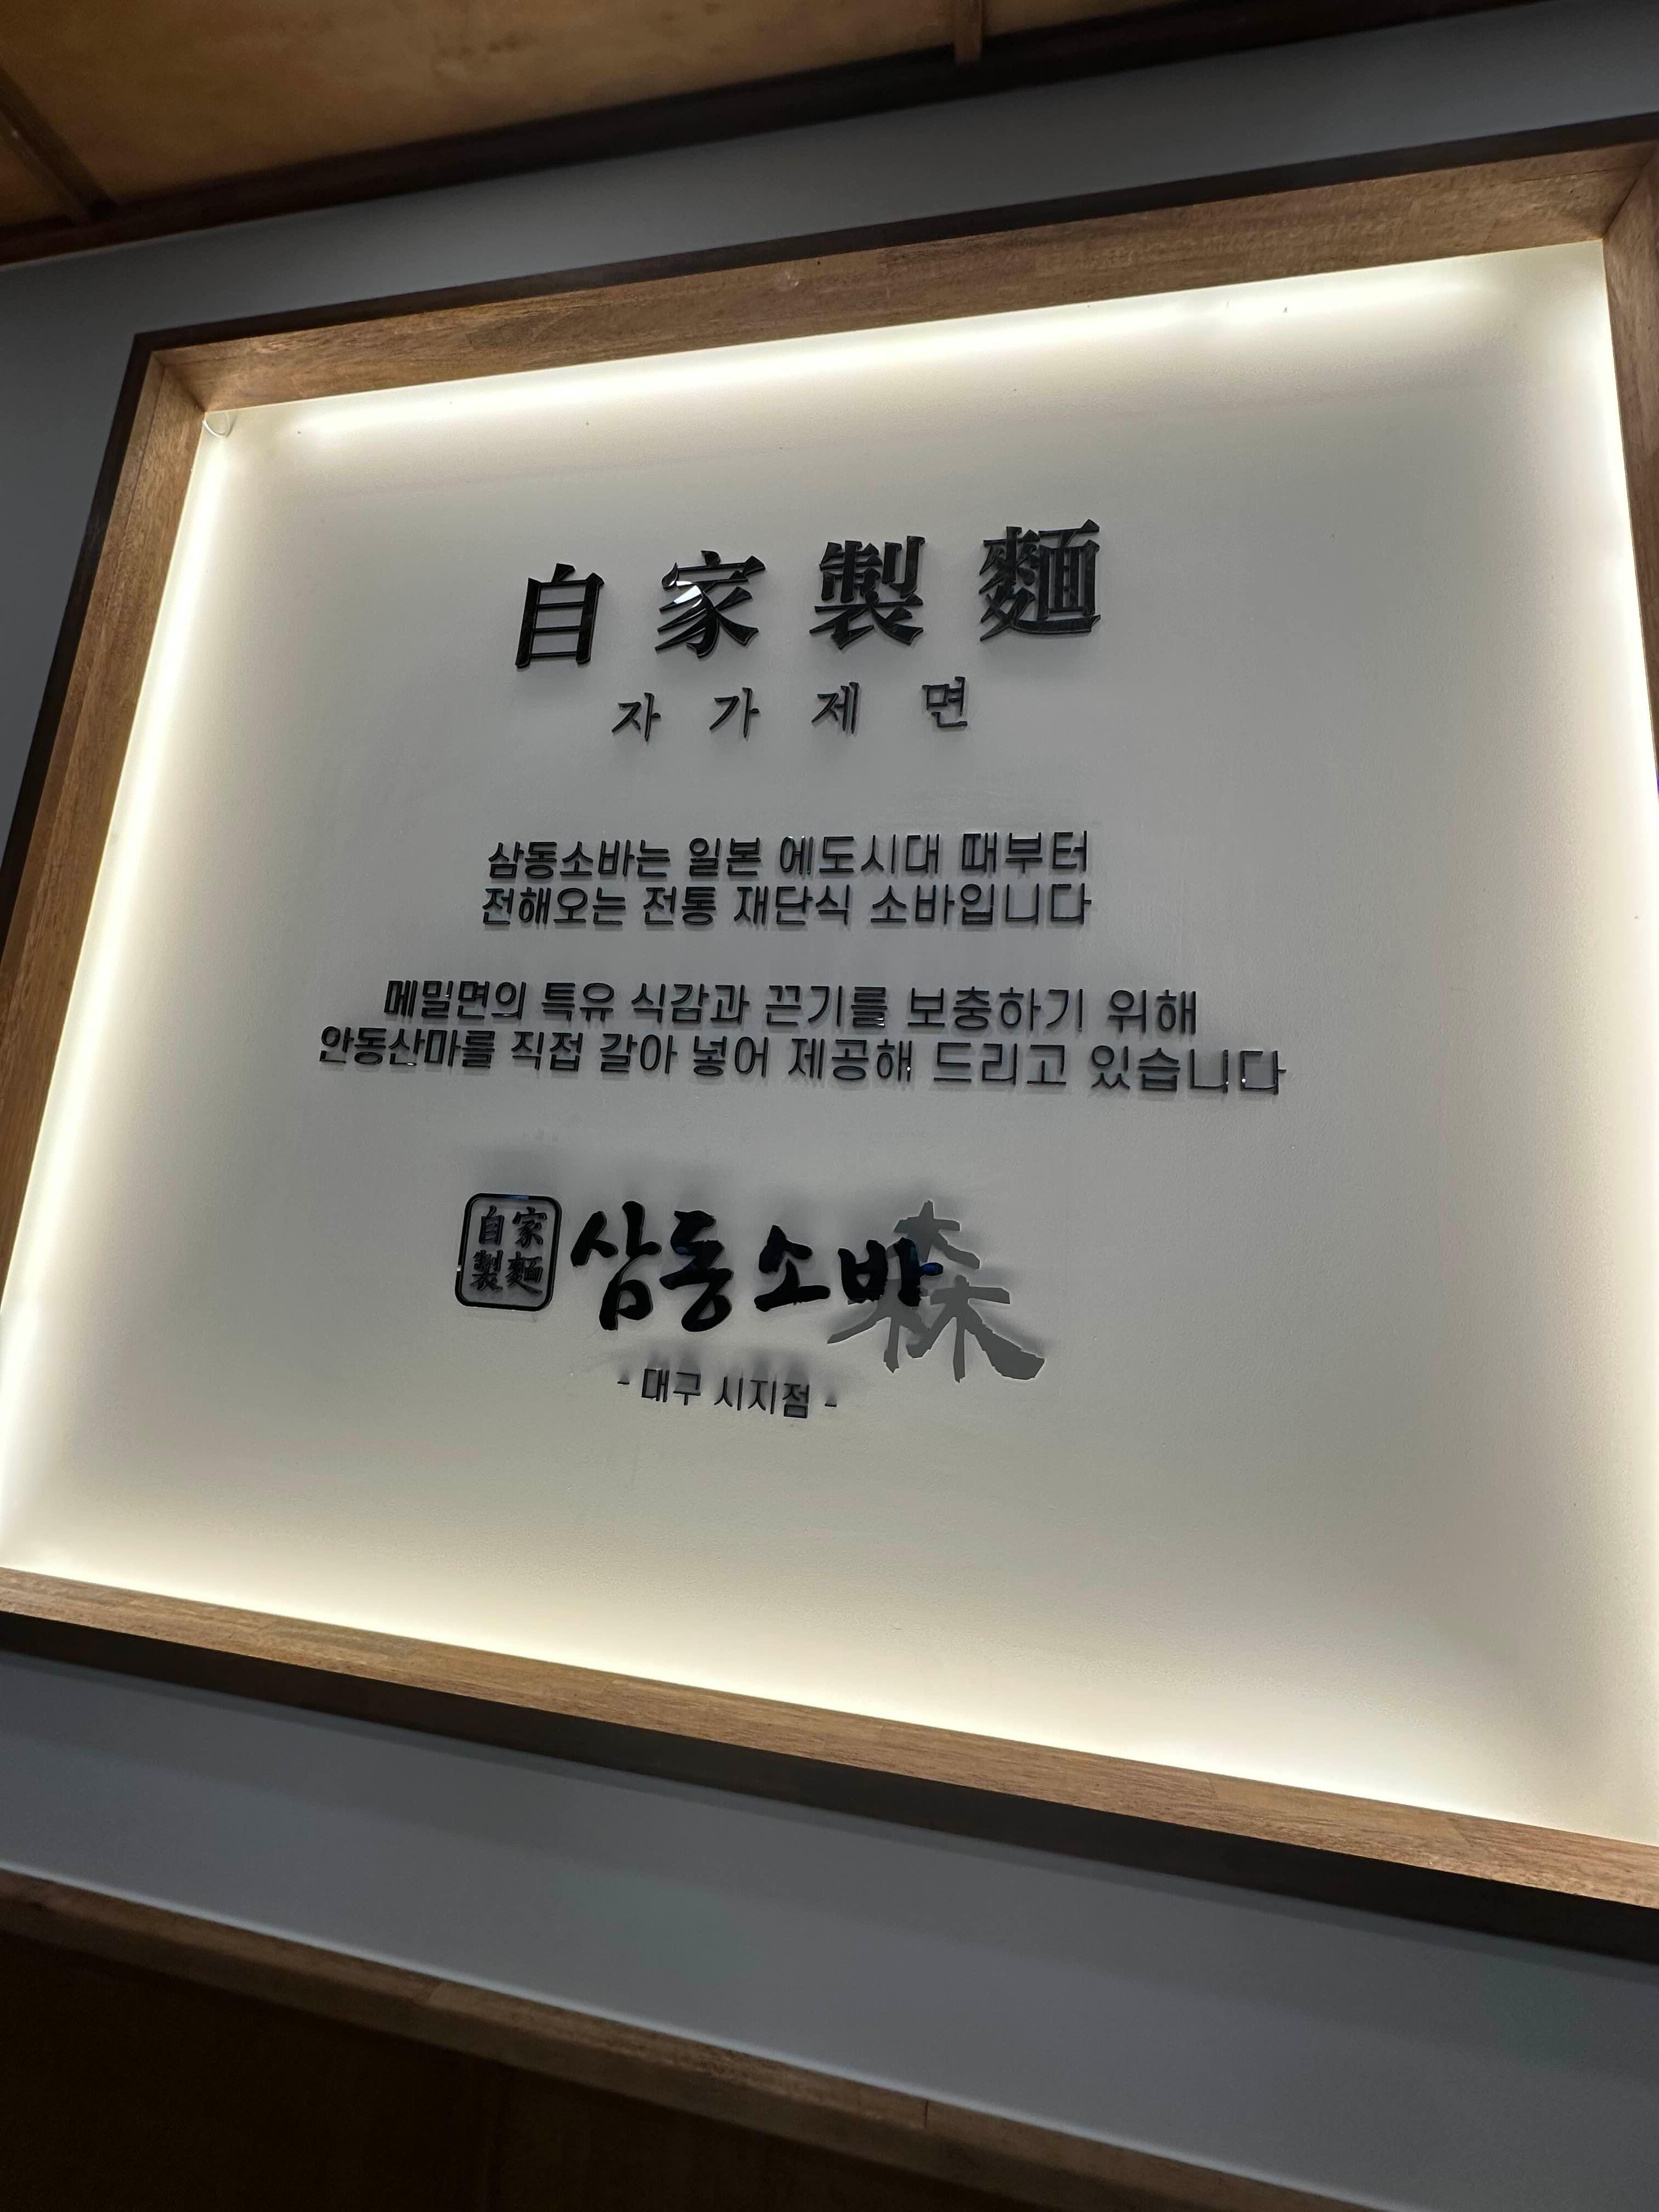 自家製麵
자가제면
삼동소바는 일본 에도시대 때부터
전해오는 전통 재단식 소바입니다
메밀면의 특유 식감과 끈기를 보충하기 위해
안동산마를 직접 갈아 넣어 제공해 드리고 있습니다
自家
製麵
삼동소바
森
- 대구 시지점 -